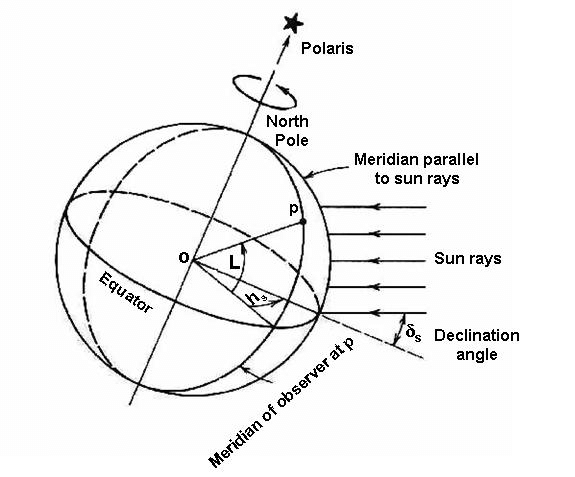 Polaris
North
Pole
Meridian parallel
to sun rays
P
O
L
hs
Equator
Sun rays
δs
Declination
angle
Meridian of observer at p